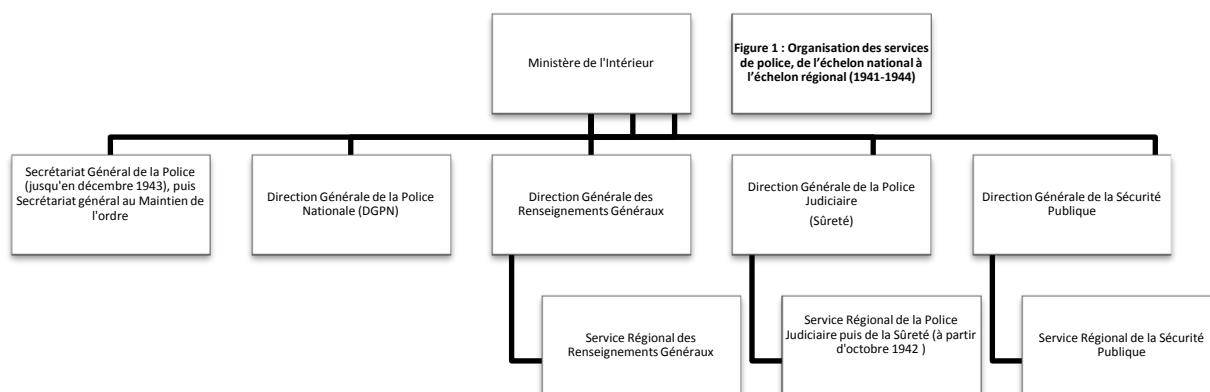 Ministère de l'Intérieur
Figure 1 : Organisation des services
de police, de l'échelon national à
l'échelon régional (1941-1944)
Secrétariat Général de la Police
(jusqu'en décembre 1943), puis
Secrétariat général au Maintien de
l'ordre
Direction Générale de la Police
Nationale (DGPN)
Direction Générale des
Renseignements Généraux
Direction Générale de la Police
Judiciaire
(Sûreté)
Direction Générale de la Sécurité
Publique
Service Régional des
Renseignements Généraux
Service Régional de la Police
Judiciaire puis de la Sûreté (à partir
d'octobre 1942 )
Service Régional de la Sécurité
Publique